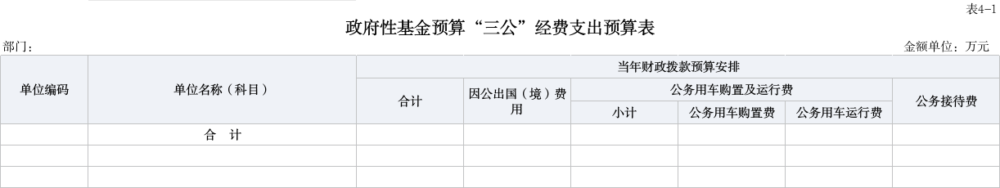 表4-1
政府性基金预算“三公”经费支出预算表
部门：
金额单位：万元
单位编码
单位名称（科目）
当年财政拨款预算安排
合计
因公出国（境）费
用
公务用车购置及运行费
公务接待费
小计
公务用车购置费
公务用车运行费
合 计